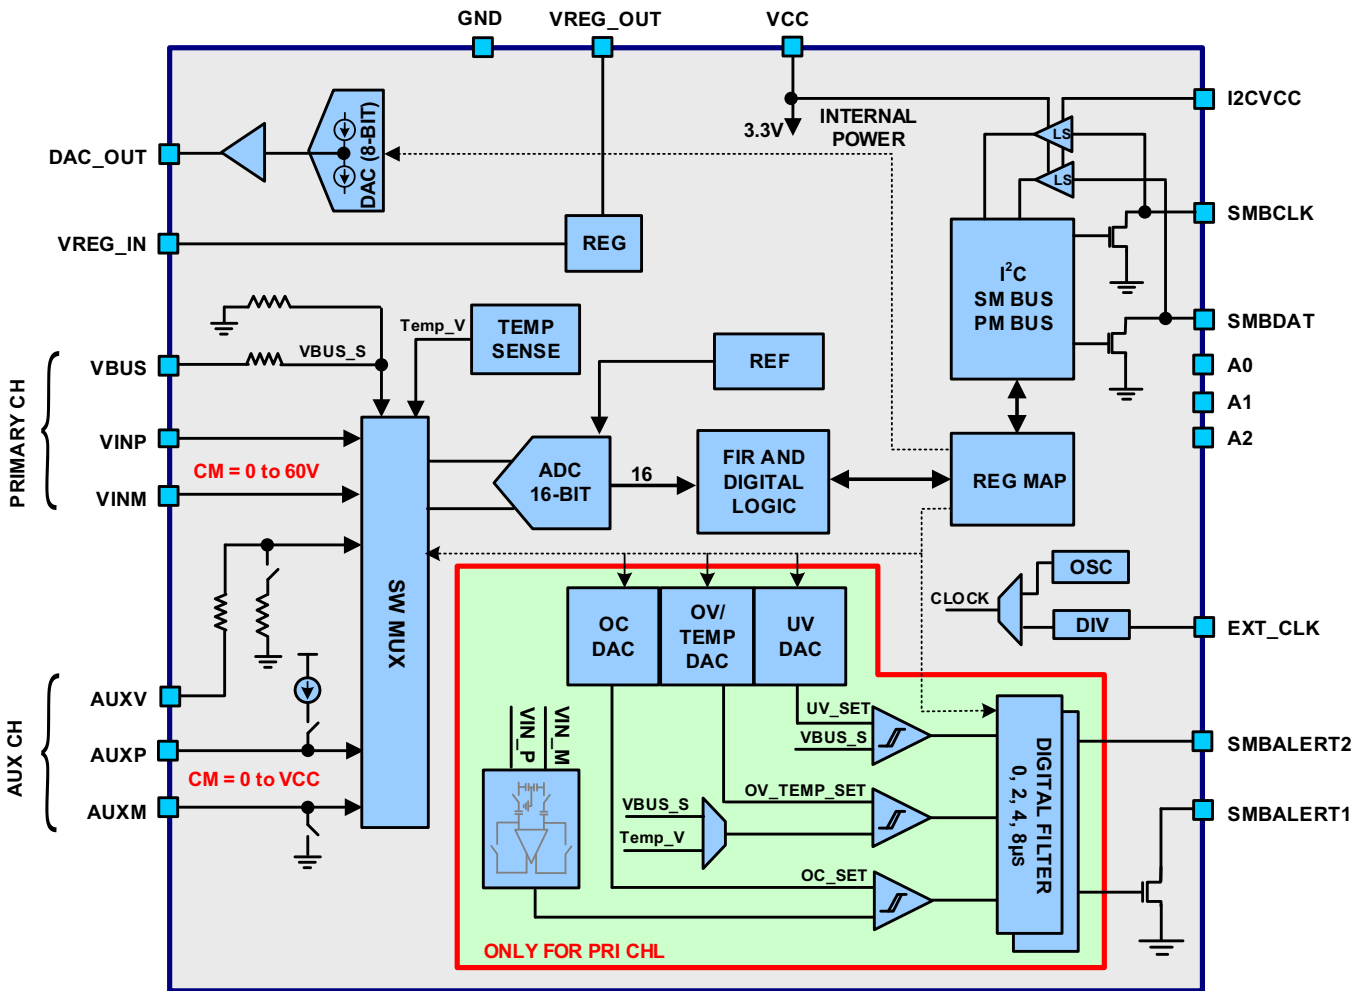 GND
VREG_OUT
VCC
I2CVCC
DAC_OUT
DAC (8-BIT)
3.3V
INTERNAL
POWER
LS
LS
SMBCLK
VREG_IN
REG
I2C
SM BUS
PM BUS
SMBDAT
PRIMARY CH
VBUS
VBUS_S
Temp_V
TEMP
SENSE
REF
A0
A1
A2
VINP
CM = 0 to 60V
VINM
ADC
16-BIT
16
FIR AND
DIGITAL
LOGIC
REG MAP
SW MUX
OSC
CLOCK
DIV
EXT_CLK
OC
DAC
OV/
TEMP
DAC
UV
DAC
AUX CH
AUXV
AUXP
CM = 0 to VCC
AUXM
VIN_P
VIN_M
UV_SET
VBUS_S
OV_TEMP_SET
VBUS_S
Temp_V
OC_SET
DIGITAL FILTER
0, 2, 4, 8µs
SMBALERT2
SMBALERT1
ONLY FOR PRI CHL